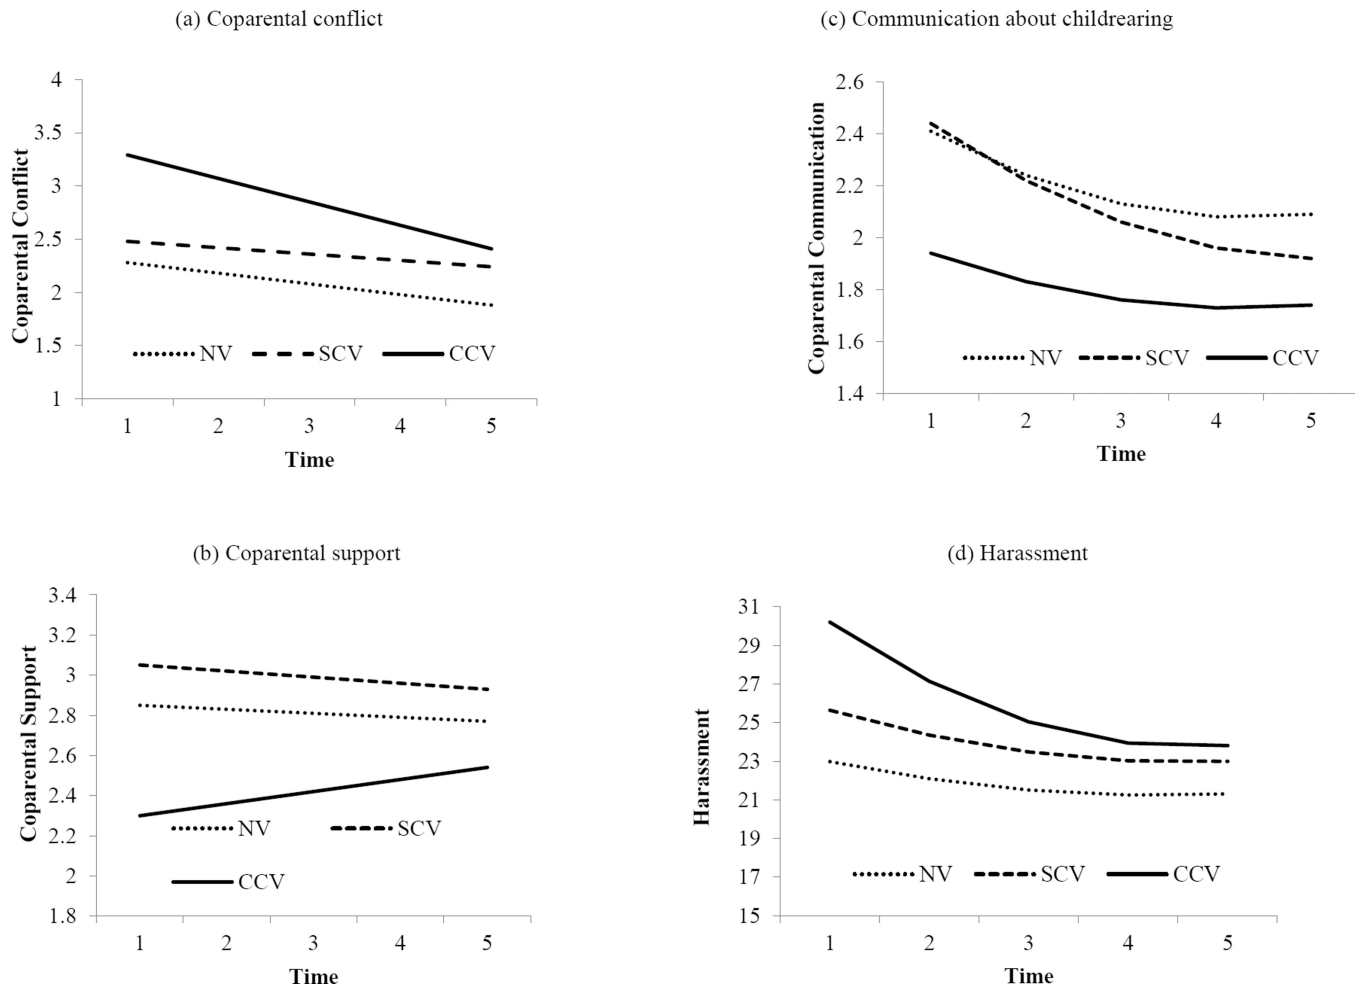 (a) Coparental conflict
Coparental Conflict
4
3.5
3
2.5
2
1.5
1
NV SCV CCV
1 2 3 4 5
Time
(c) Communication about childrearing
Coparental Communication
2.6
2.4
2.2
2
1.8
1.6
1.4
NV SCV CCV
1 2 3 4 5
Time
(b) Coparental support
Coparental Support
3.4
3.2
3
2.8
2.6
2.4
2.2
2
1.8
NV SCV
CCV
1 2 3 4 5
Time
(d) Harassment
Harassment
31
29
27
25
23
21
19
17
15
NV SCV CCV
1 2 3 4 5
Time